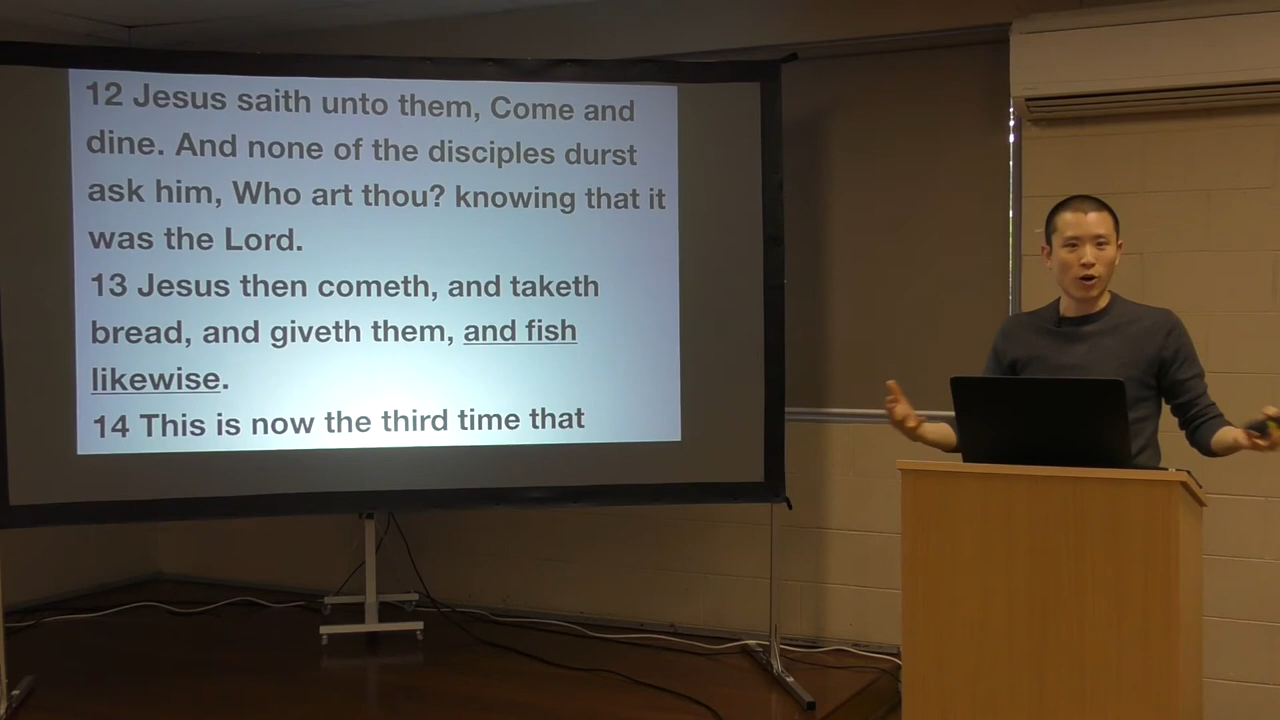 12 Jesus saith unto them, Come and
dine. And none of the disciples durst
ask him, Who art thou? knowing that it
was the Lord.
13 Jesus then cometh, and taketh
bread, and giveth them, and fish
likewise.
14 This is now the third time that